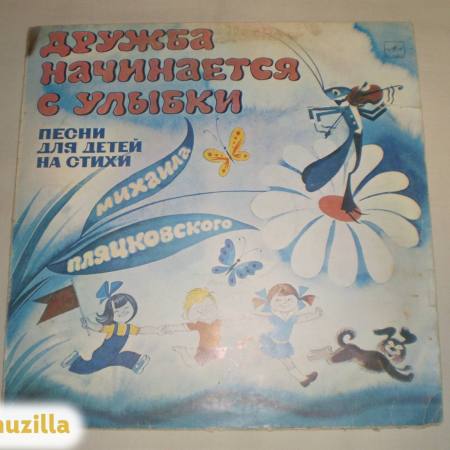 ДРУЖБА
НАЧИНАЕТСЯ
С УЛЫБКИ
ПЕСНИ
ДЛЯ ДЕТЕЙ
НА СТИХИ
МИХАИЛА
ПЛЯЦКОВСКОГО
uzilla